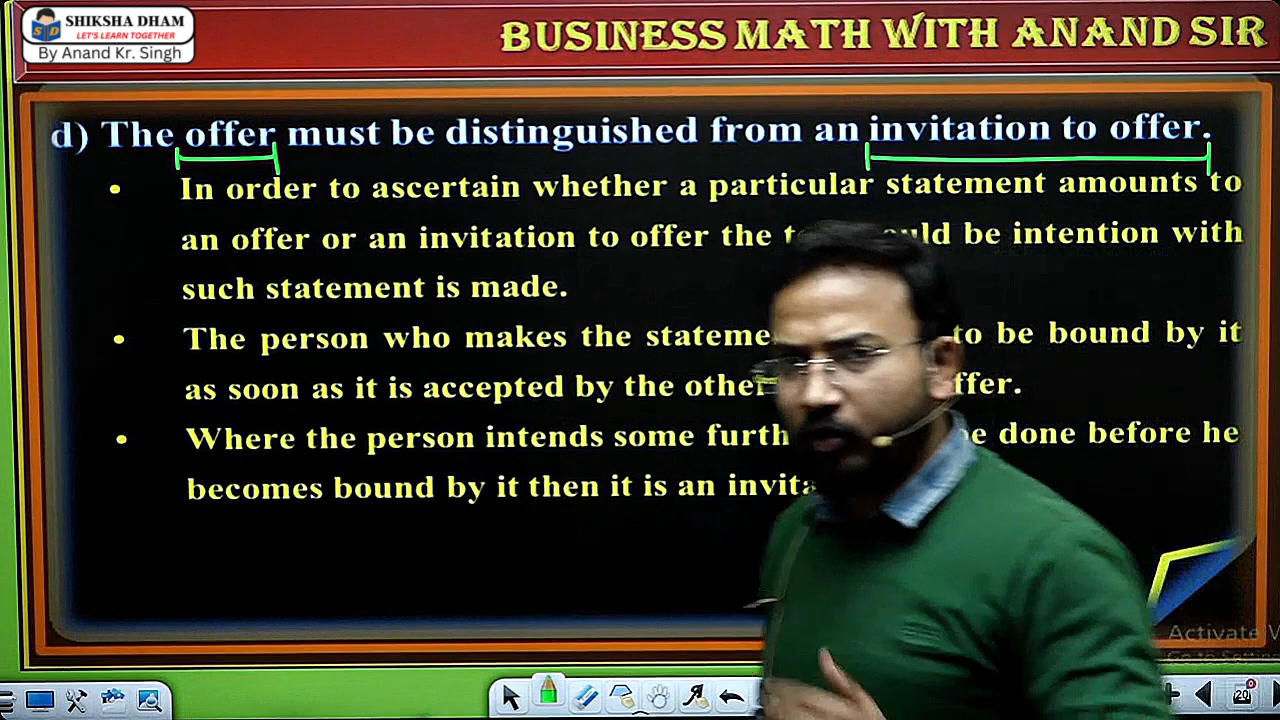 SHIKSHA DHAM
LET'S LEARN TOGETHER
By Anand Kr. Singh
BUSINESS MATH WITH ANAND SIR
d) The offer must be distinguished from an invitation to offer.
• In order to ascertain whether a particular statement amounts to
an offer or an invitation to offer the be intention with
such statement is made.
• The person who makes the to be bound by it
as soon as it is accepted by the other
• Where the person intends some done before he
becomes bound by it then it is an
Activate
20